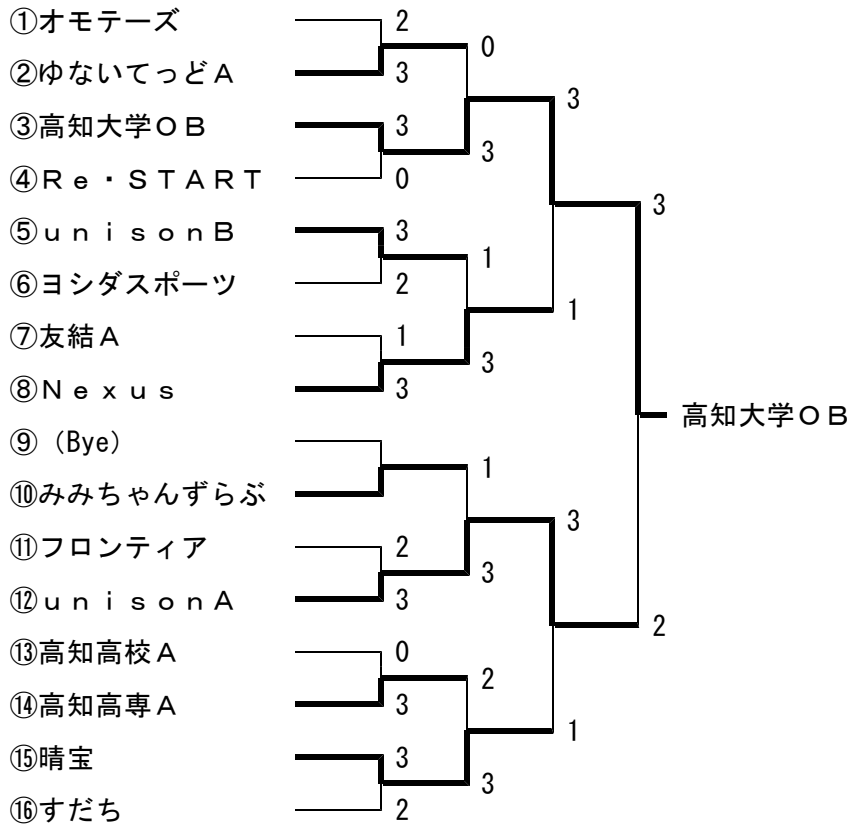 ①オモテーズ 2
0
②ゆないてっどA 3
3
③高知大学OB 3
3
④Re・START 0
3
⑤unisonB 3
1
⑥ヨシダスポーツ 2
1
⑦友結A 1
3
⑧Nexus 3
高知大学OB
⑨(Bye)
1
⑩みみちゃんずらぶ
3
⑪フロンティア 2
3
⑫unisonA 3
2
⑬高知高校A 0
2
⑭高知高専A 3
1
⑮晴宝 3
3
⑯すだち 2